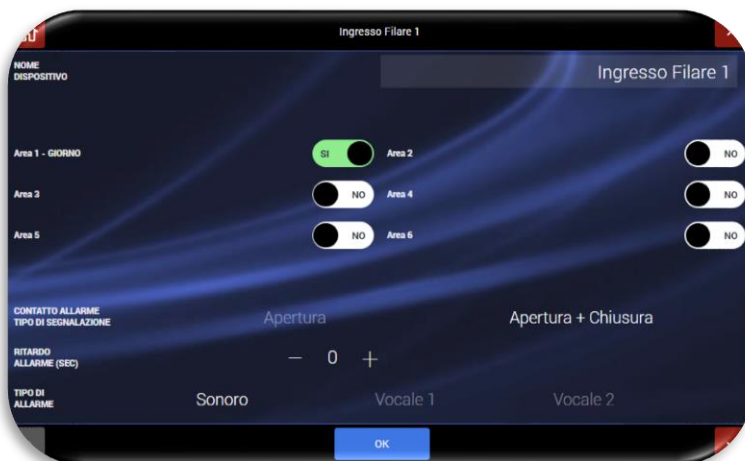 Ingresso Filare 1
NOME
DISPOSITIVO
Ingresso Filare 1
Area 1 - GIORNO
SI
Area 2
NO
Area 3
NO
Area 4
NO
Area 5
NO
Area 6
NO
CONTATTO ALLARME
TIPO DI SEGNALAZIONE
Apertura
Apertura + Chiusura
RITARDO
ALLARME (SEC)
− 0 +
TIPO DI
ALLARME
Sonoro
Vocale 1
Vocale 2
OK